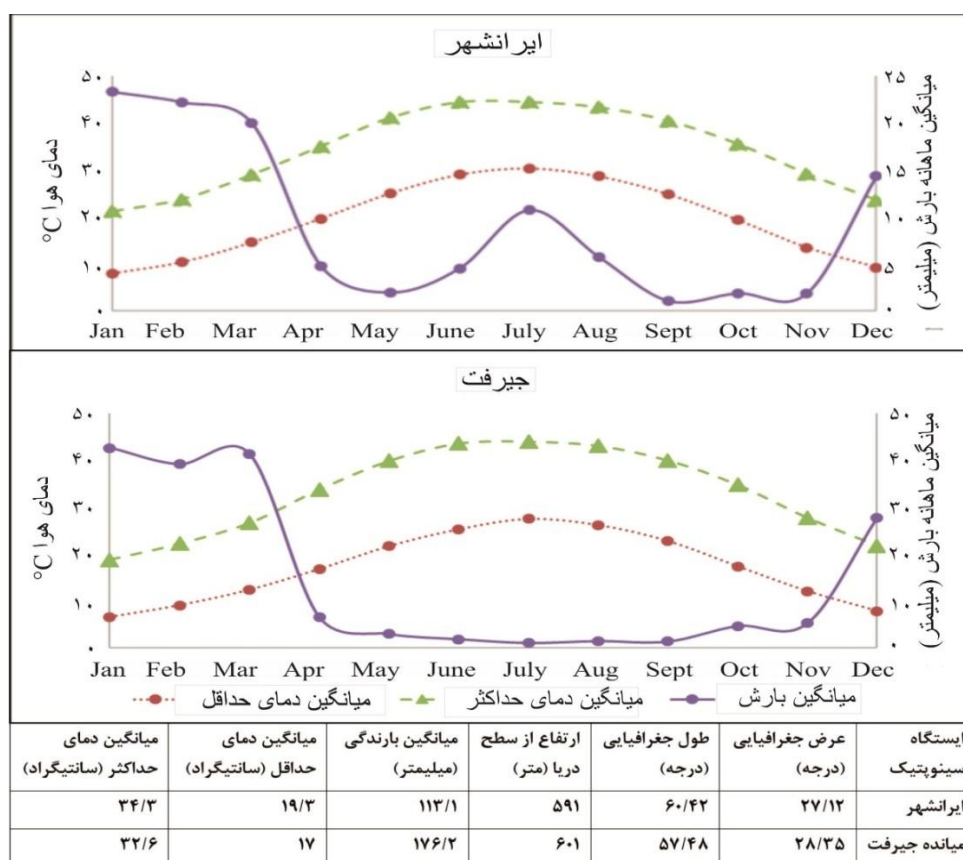 ایرانشهر
دمای هوا °C
۵۰
۴۰
۳۰
۲۰
۱۰
۰
میانگین ماهانه بارش (میلیمتر)
۲۵
۲۰
۱۵
۱۰
۵
۰
Jan Feb Mar Apr May June July Aug Sept Oct Nov Dec
جیرفت
دمای هوا °C
۵۰
۴۰
۳۰
۲۰
۱۰
۰
میانگین ماهانه بارش (میلیمتر)
۵۰
۴۰
۳۰
۲۰
۱۰
۰
Jan Feb Mar Apr May June July Aug Sept Oct Nov Dec
میانگین بارش میانگین دمای حداکثر میانگین دمای حداقل
ایستگاه عرض جغرافیایی طول جغرافیایی ارتفاع از سطح میانگین بارندگی میانگین دمای میانگین دمای
سینوپتیک (درجه) (درجه) دریا (متر) (میلیمتر) حداقل (سانتیگراد) حداکثر (سانتیگراد)
ایرانشهر ۲۷/۱۲ ۶۰/۴۲ ۵۹۱ ۱۱۳/۱ ۱۹/۳ ۳۴/۳
میانده جیرفت ۲۸/۳۵ ۵۷/۴۸ ۶۰۱ ۱۷۶/۲ ۱۷ ۳۲/۶